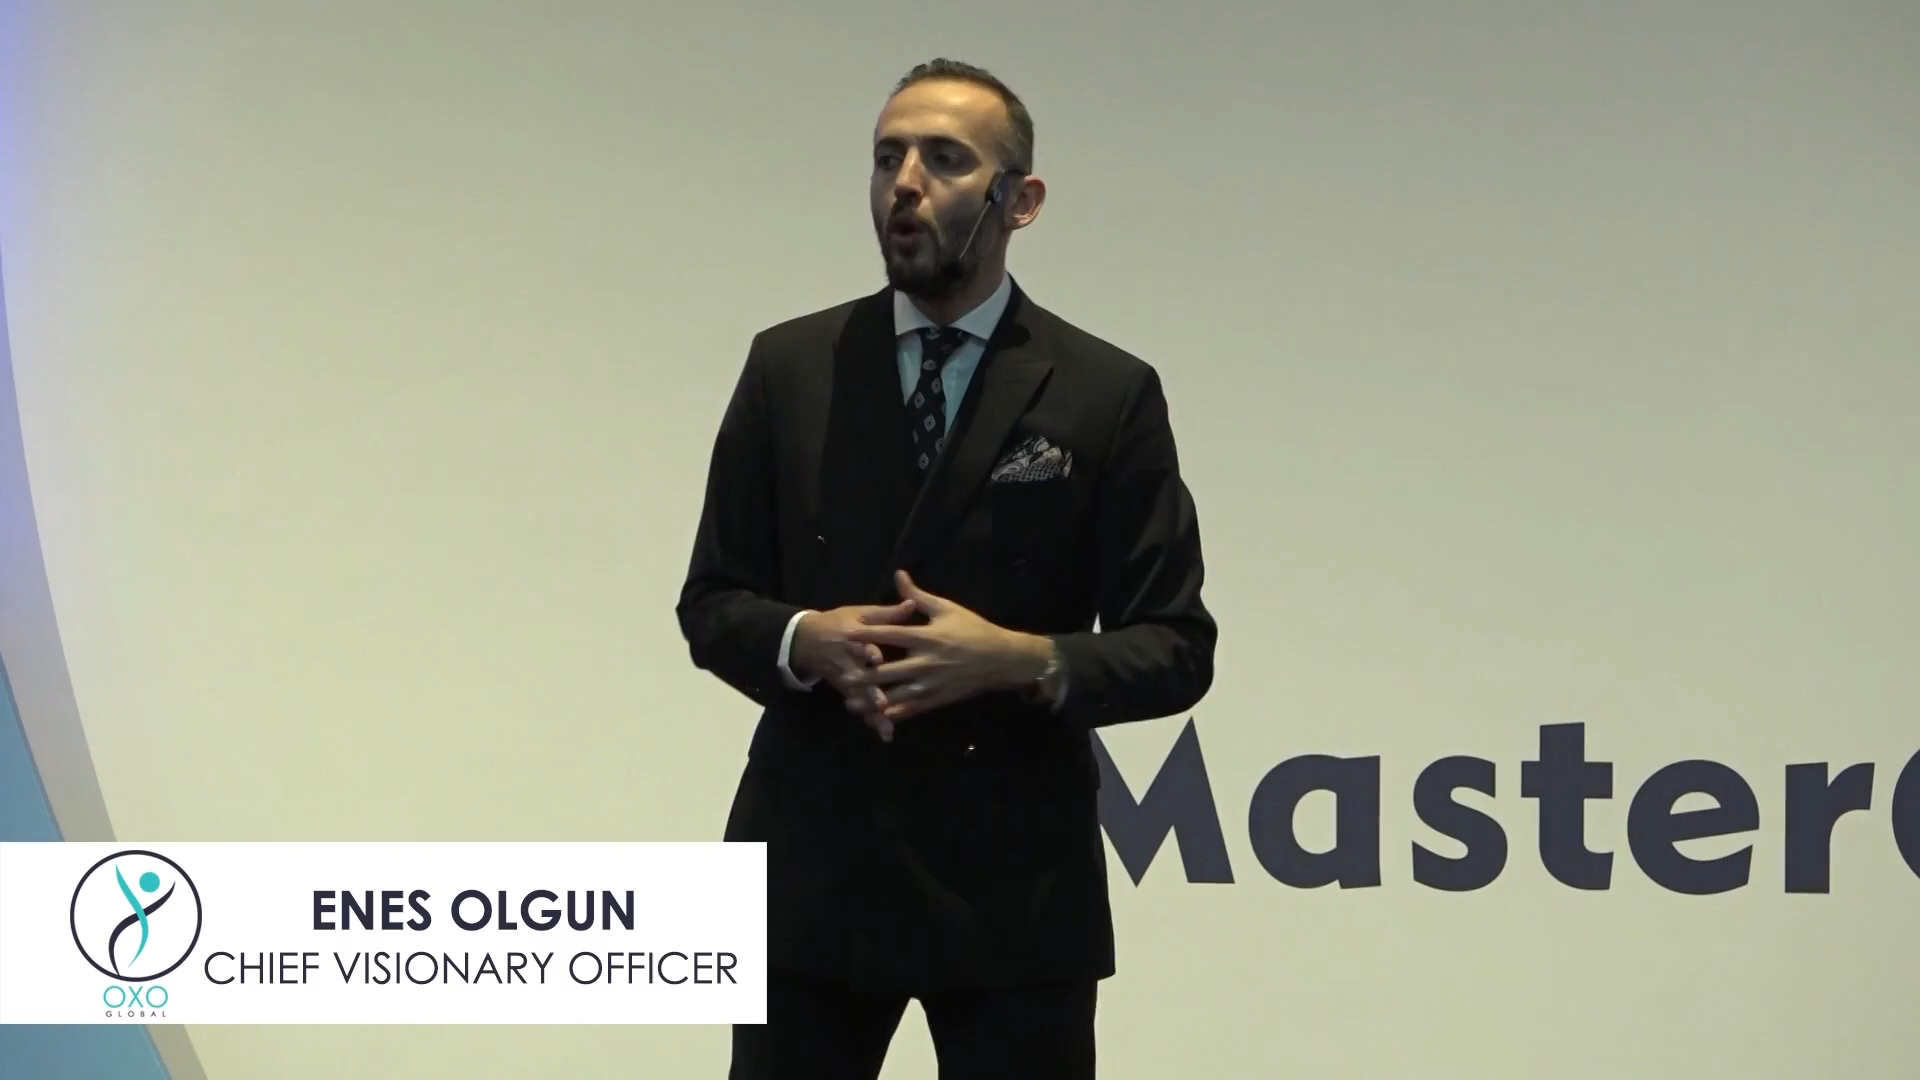 Master
ENES OLGUN
CHIEF VISIONARY OFFICER
OXO
GLOBAL